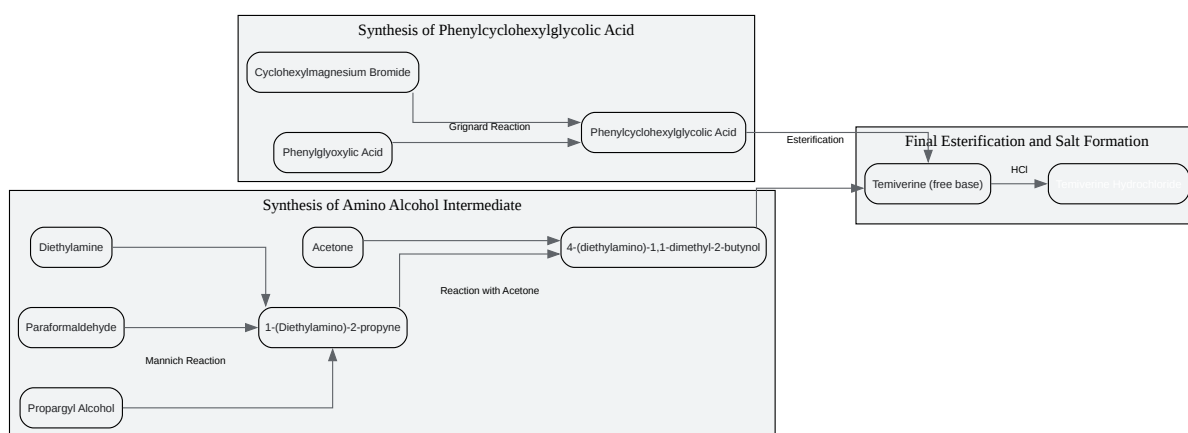 Synthesis of Phenylcyclohexylglycolic Acid
Cyclohexylmagnesium Bromide
Grignard Reaction
Phenylglyoxylic Acid
Phenylcyclohexylglycolic Acid
Esterification
Final Esterification and Salt Formation
Temiverine (free base)
HCl
Temiverine Hydrochloride
Synthesis of Amino Alcohol Intermediate
Diethylamine
Acetone
4-(diethylamino)-1,1-dimethyl-2-butynol
Reaction with Acetone
Paraformaldehyde
1-(Diethylamino)-2-propyne
Mannich Reaction
Propargyl Alcohol